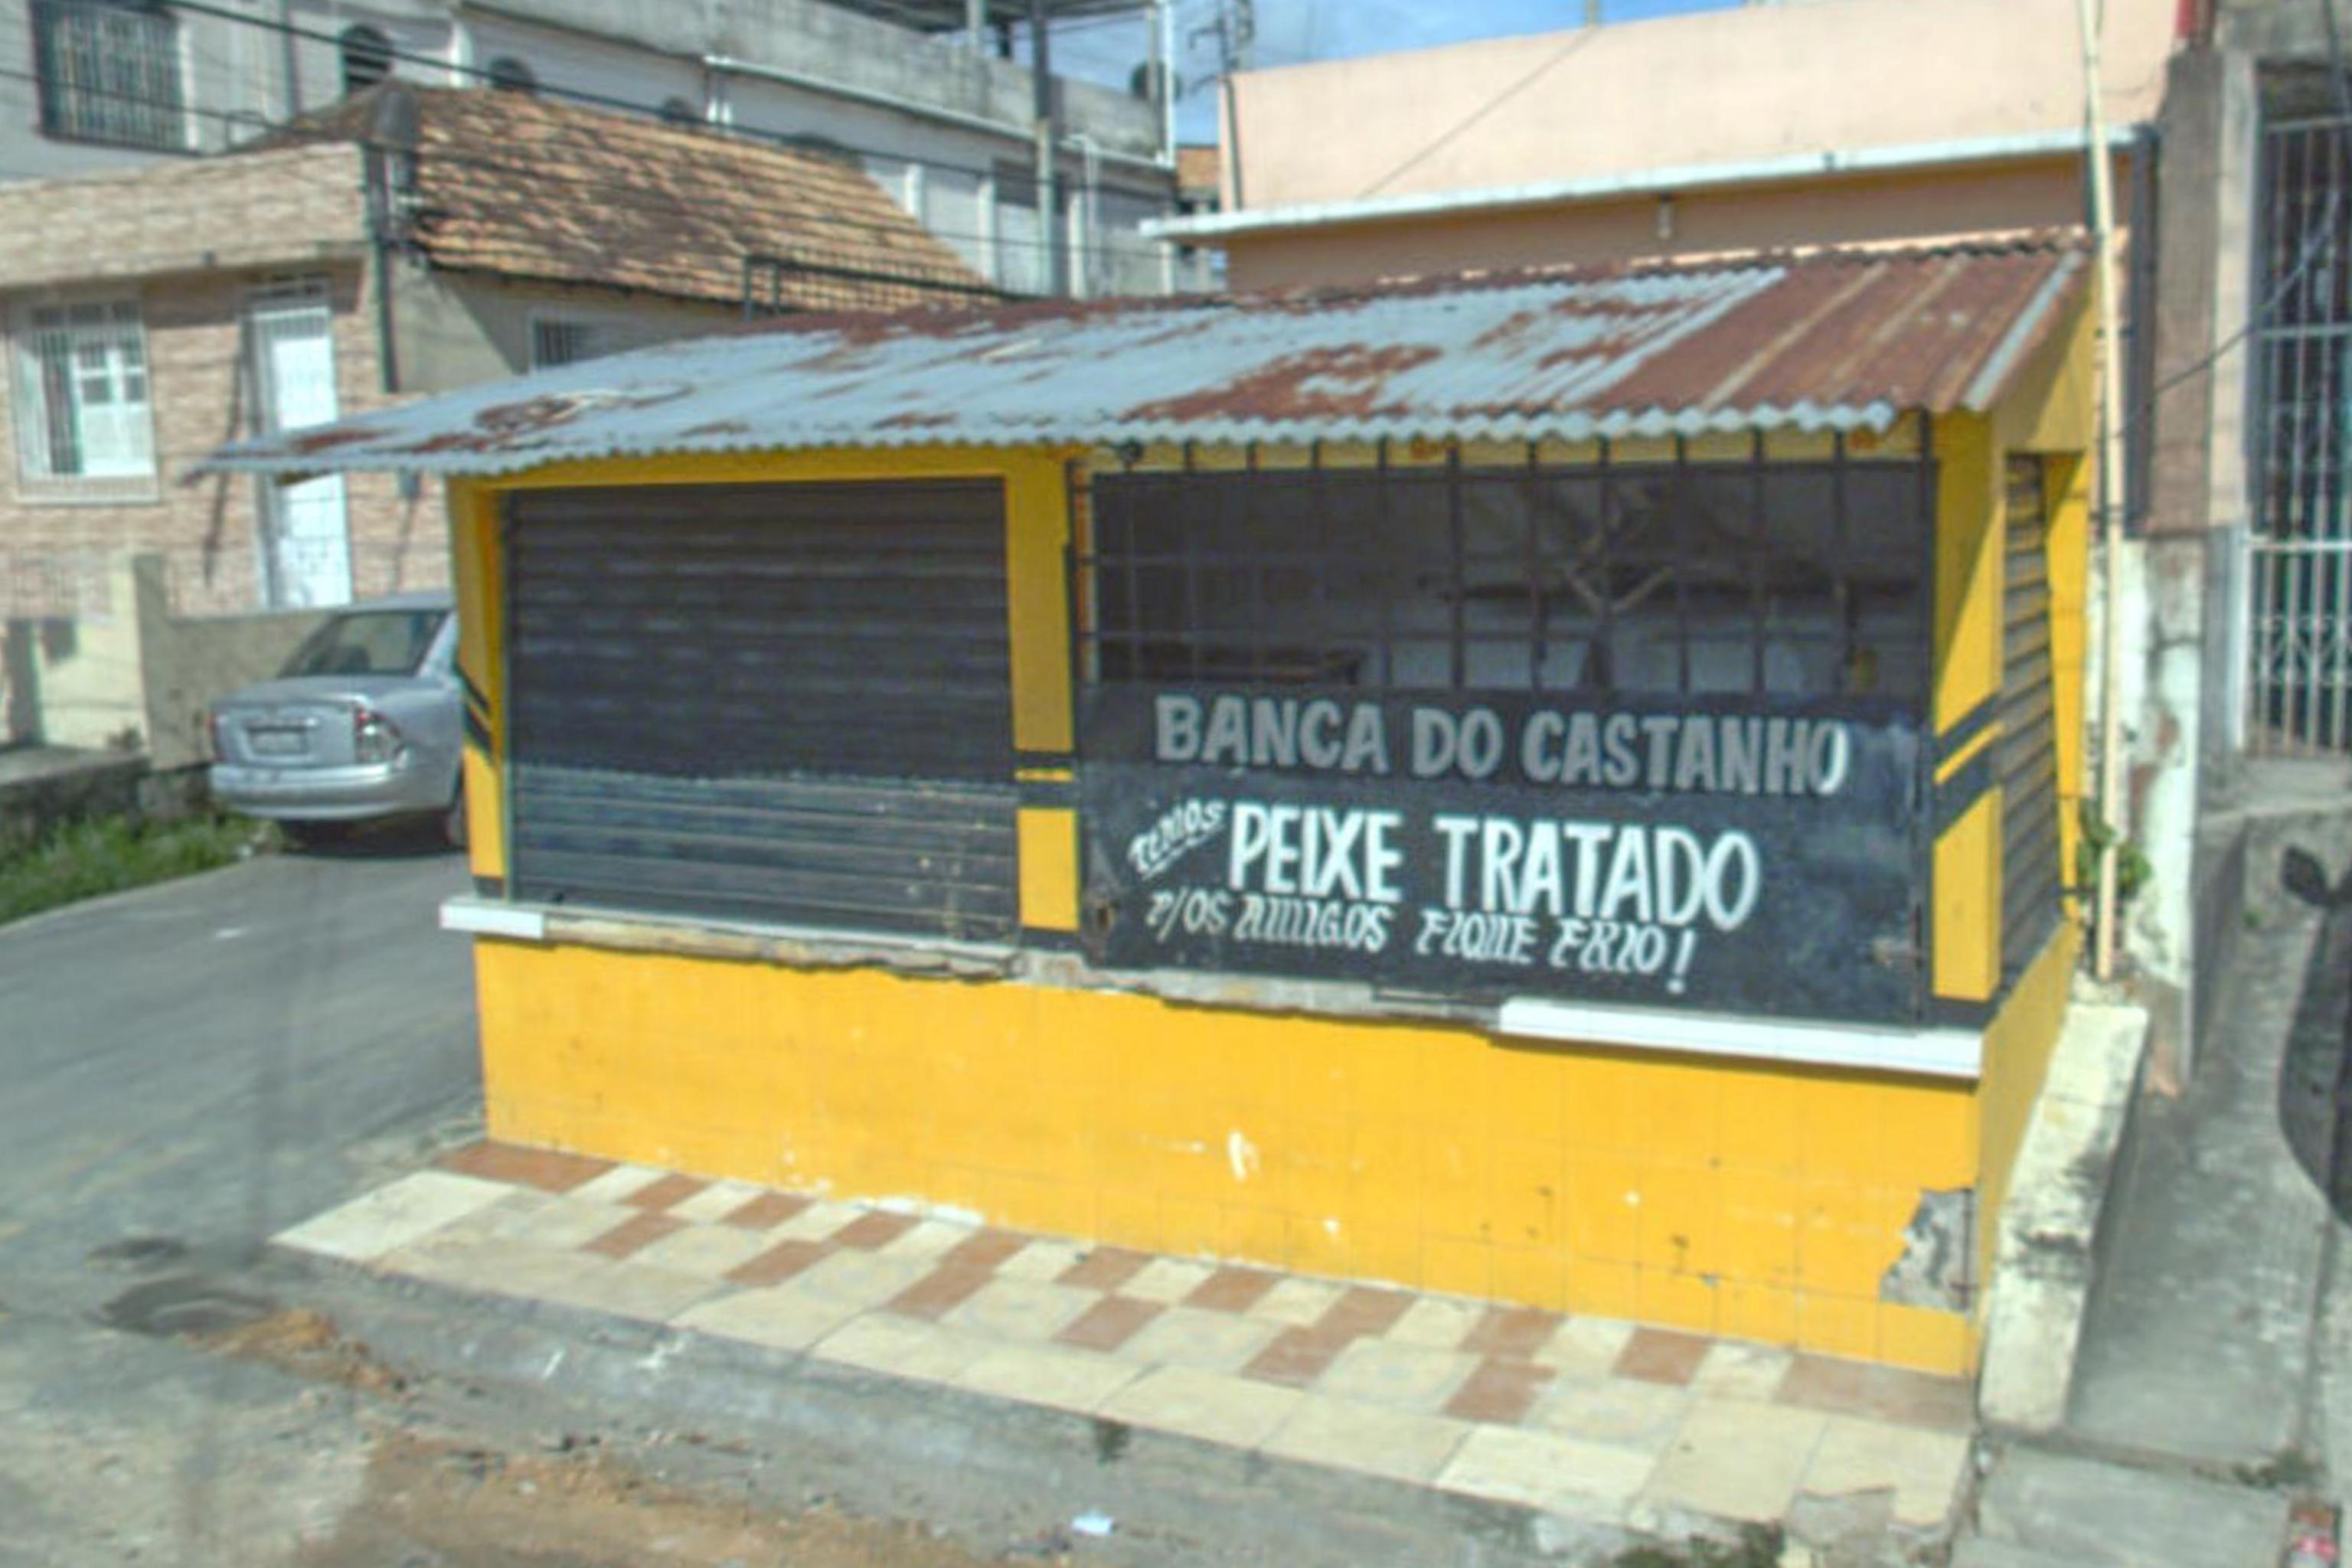 BANCA DO CASTANHO
TEMOS PEIXE TRATADO
P/OS AMIGOS FIQUE FRIO!